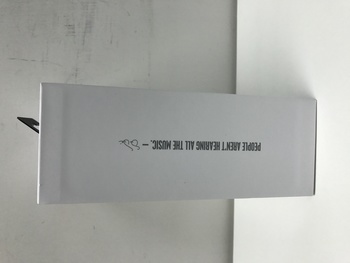 PEOPLE AREN'T HEARING ALL THE MUSIC. –